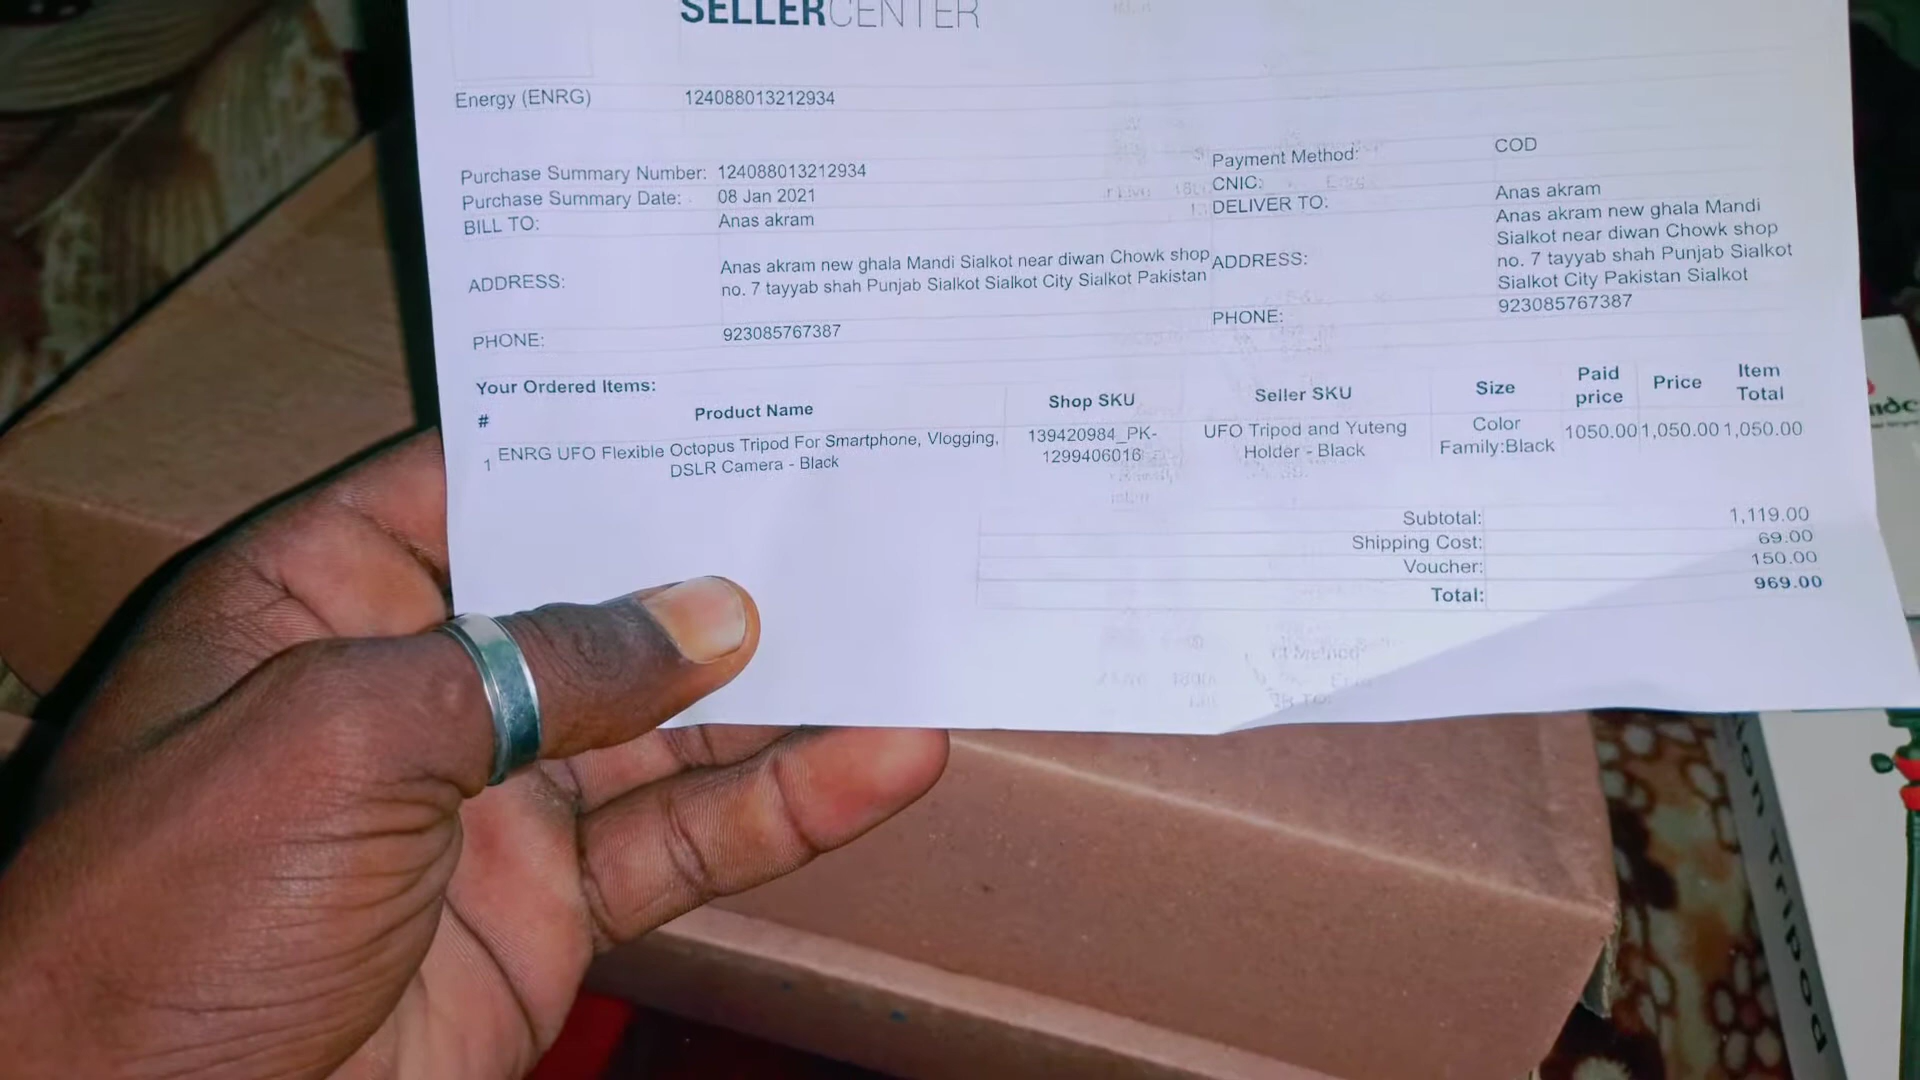 SELLERCENTER
Energy (ENRG) 124088013212934
Purchase Summary Number: 124088013212934
Purchase Summary Date: 08 Jan 2021
BILL TO: Anas akram
ADDRESS: Anas akram new ghala Mandi Sialkot near diwan Chowk shop
no. 7 tayyab shah Punjab Sialkot Sialkot City Sialkot Pakistan
PHONE: 923085767387
Payment Method: COD
CNIC:
DELIVER TO: Anas akram
ADDRESS: Anas akram new ghala Mandi
Sialkot near diwan Chowk shop
no. 7 tayyab shah Punjab Sialkot
Sialkot City Pakistan Sialkot
PHONE: 923085767387
Your Ordered Items:
# Product Name Shop SKU Seller SKU Size Paid price Price Item Total
1 ENRG UFO Flexible Octopus Tripod For Smartphone, Vlogging, DSLR Camera - Black 139420984_PK-1299406016 UFO Tripod and Yuteng Holder - Black Color Family:Black 1050.00 1,050.00 1,050.00
Subtotal: 1,119.00
Shipping Cost: 69.00
Voucher: 150.00
Total: 969.00
Tripod